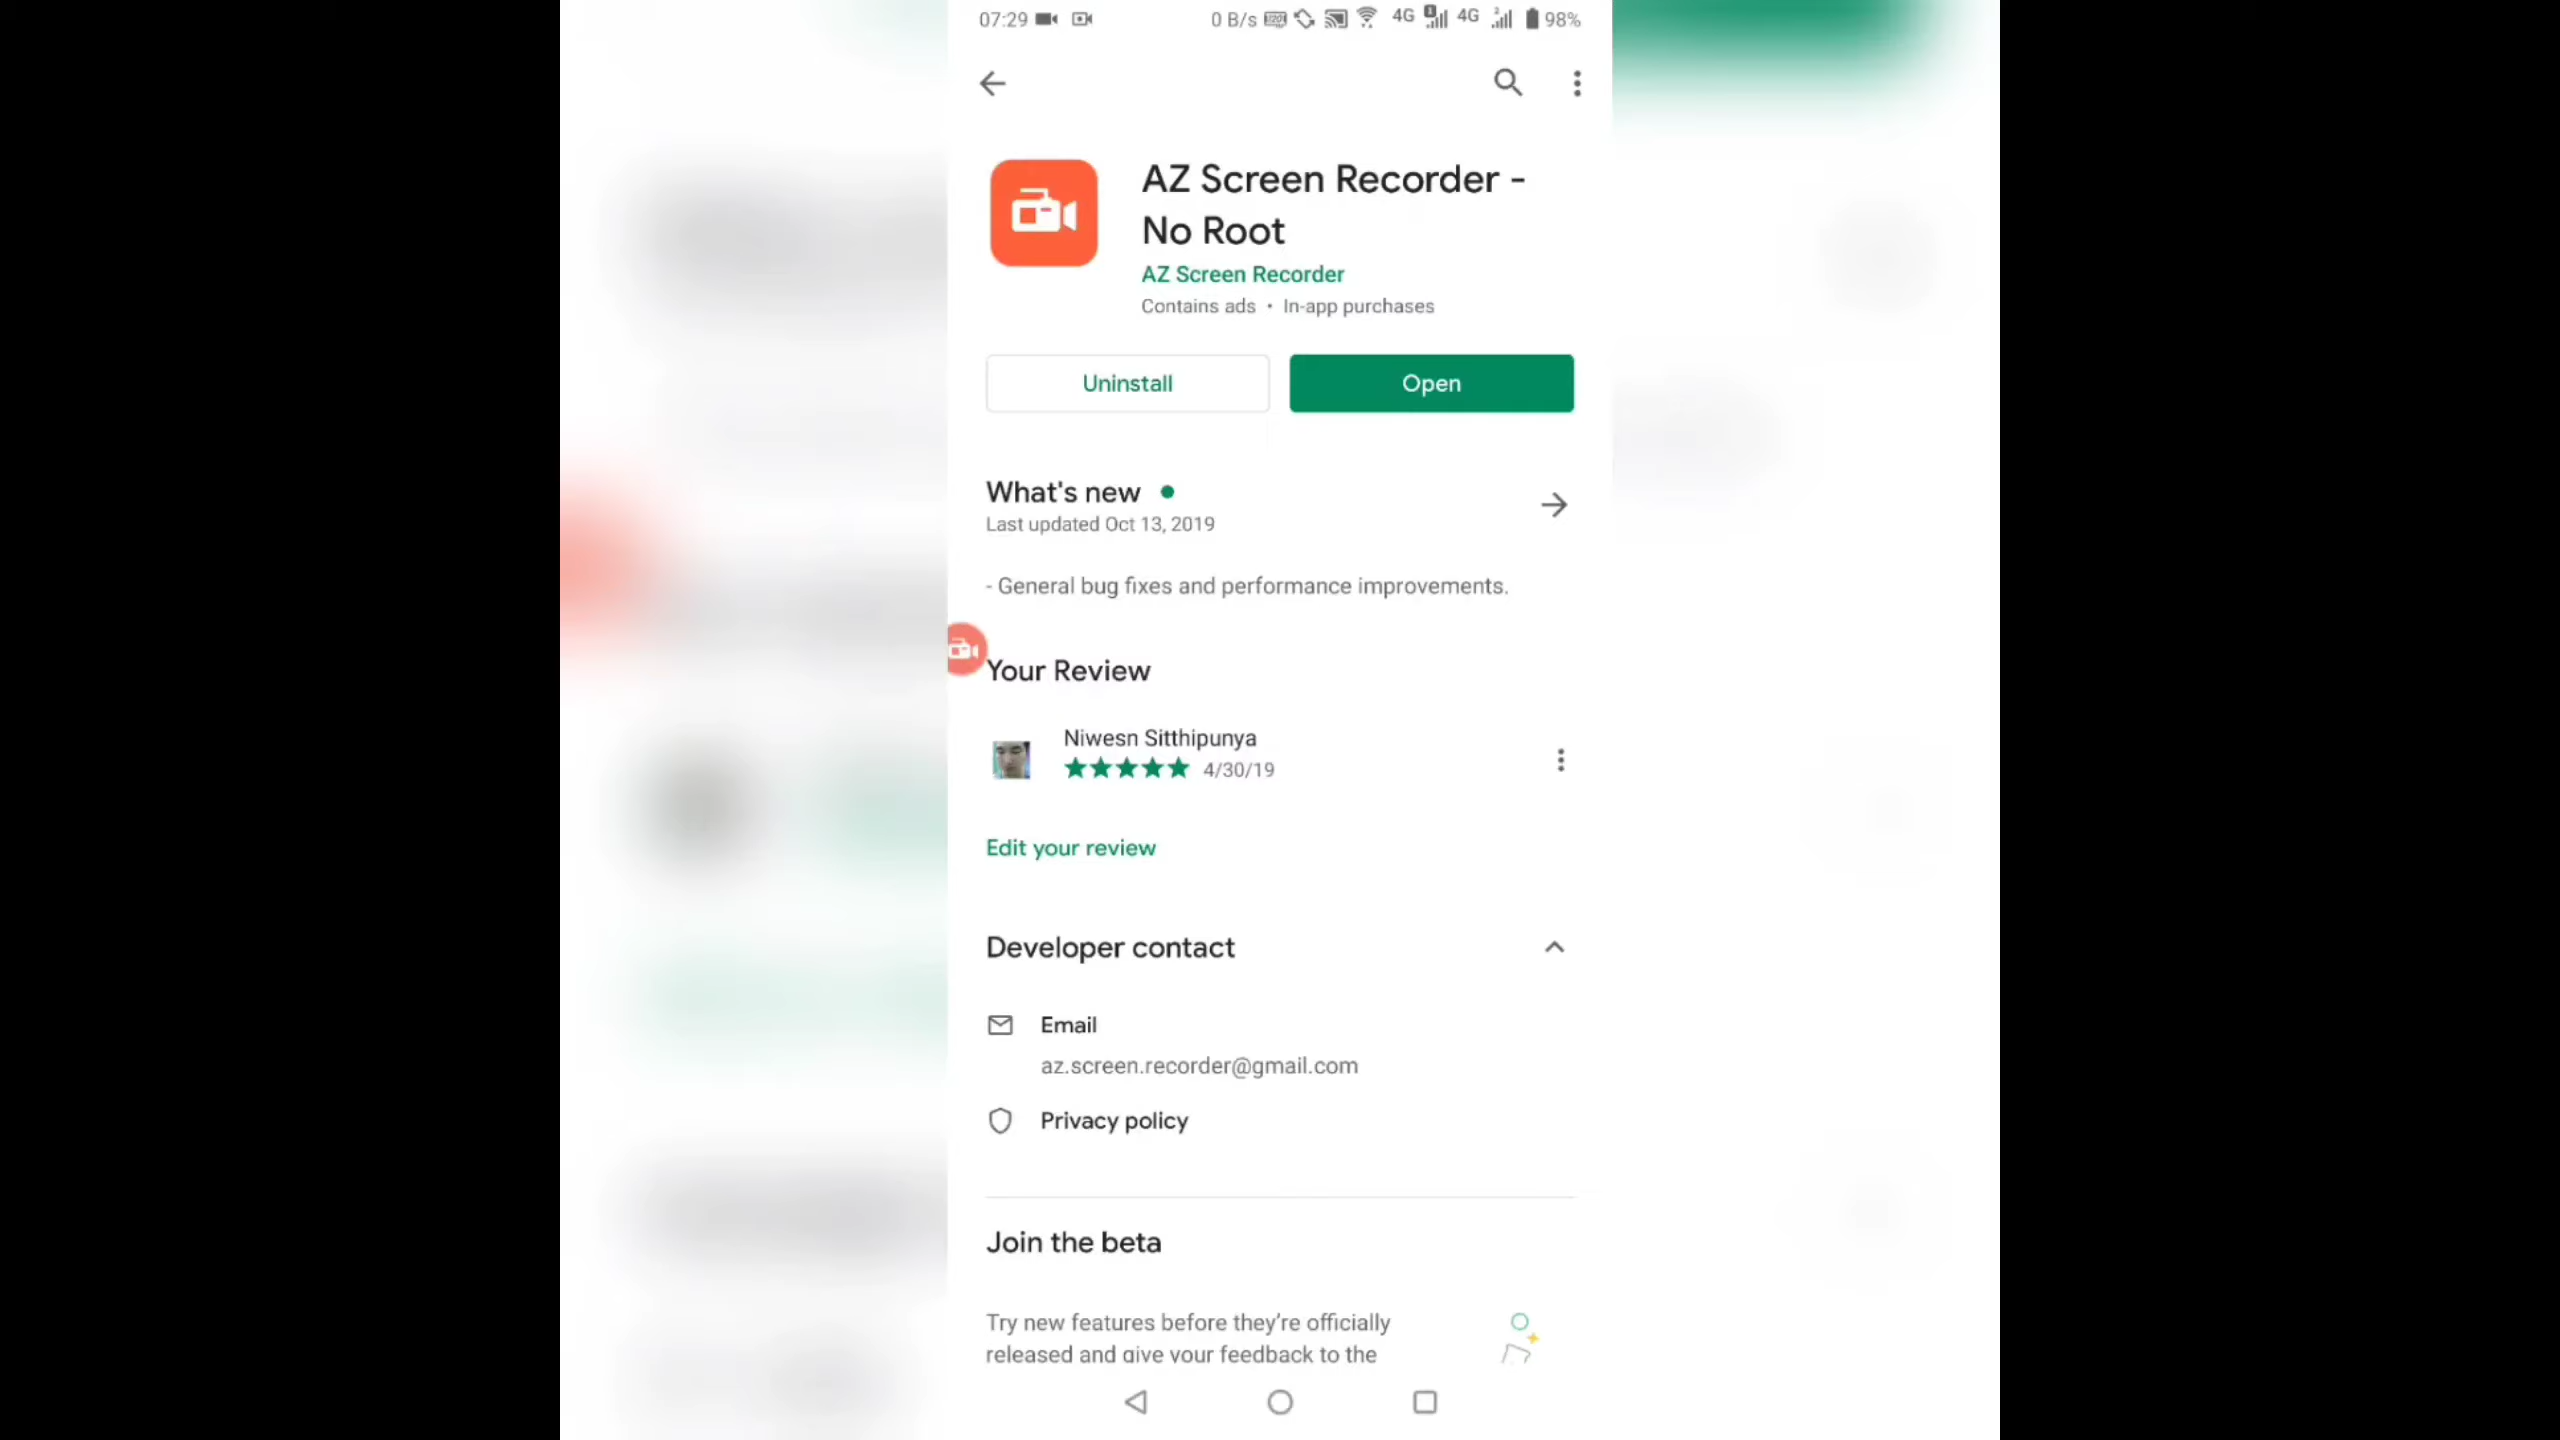 07:29
0 B/s 4G 4G 98%
AZ Screen Recorder -
No Root
AZ Screen Recorder
Contains ads • In-app purchases
Uninstall
Open
What's new
Last updated Oct 13, 2019
- General bug fixes and performance improvements.
Your Review
Niwesn Sitthipunya
4/30/19
Edit your review
Developer contact
Email
az.screen.recorder@gmail.com
Privacy policy
Join the beta
Try new features before they're officially
released and give your feedback to the